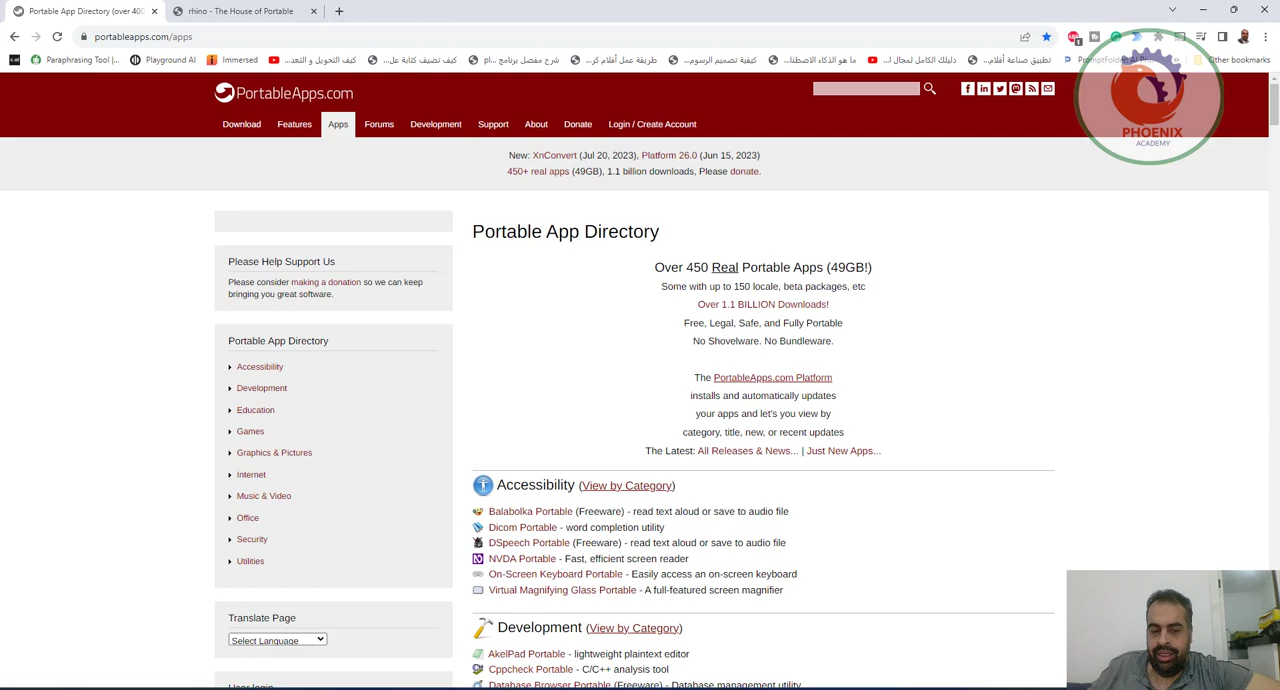 Portable App Directory (over 400
rhino - The House of Portable
portableapps.com/apps
Paraphrasing Tool |...
Playground AI
Immersed
كيف التحويل و التعد...
كيف تضيف كتابة عل...
شرح مفصل برنامج pl...
طريقة عمل أفلام كر...
كيفية تصميم الرسوم...
ما هو الذكاء الاصطنا...
دليلك الكامل لمجال ا...
تطبيق صناعة أفلام...
Other bookmarks
PortableApps.com
Download
Features
Apps
Forums
Development
Support
About
Donate
Login / Create Account
PHOENIX
ACADEMY
New: XnConvert (Jul 20, 2023), Platform 26.0 (Jun 15, 2023)
450+ real apps (49GB), 1.1 billion downloads, Please donate.
Please Help Support Us
Please consider making a donation so we can keep
bringing you great software.
Portable App Directory
Accessibility
Development
Education
Games
Graphics & Pictures
Internet
Music & Video
Office
Security
Utilities
Translate Page
Select Language
User login
Portable App Directory
Over 450 Real Portable Apps (49GB!)
Some with up to 150 locale, beta packages, etc
Over 1.1 BILLION Downloads!
Free, Legal, Safe, and Fully Portable
No Shovelware. No Bundleware.
The PortableApps.com Platform
installs and automatically updates
your apps and let's you view by
category, title, new, or recent updates
The Latest: All Releases & News... | Just New Apps...
Accessibility (View by Category)
Balabolka Portable (Freeware) - read text aloud or save to audio file
Dicom Portable - word completion utility
DSpeech Portable (Freeware) - read text aloud or save to audio file
NVDA Portable - Fast, efficient screen reader
On-Screen Keyboard Portable - Easily access an on-screen keyboard
Virtual Magnifying Glass Portable - A full-featured screen magnifier
Development (View by Category)
AkelPad Portable - lightweight plaintext editor
Cppcheck Portable - C/C++ analysis tool
Database Browser Portable (Freeware) - Database management utility